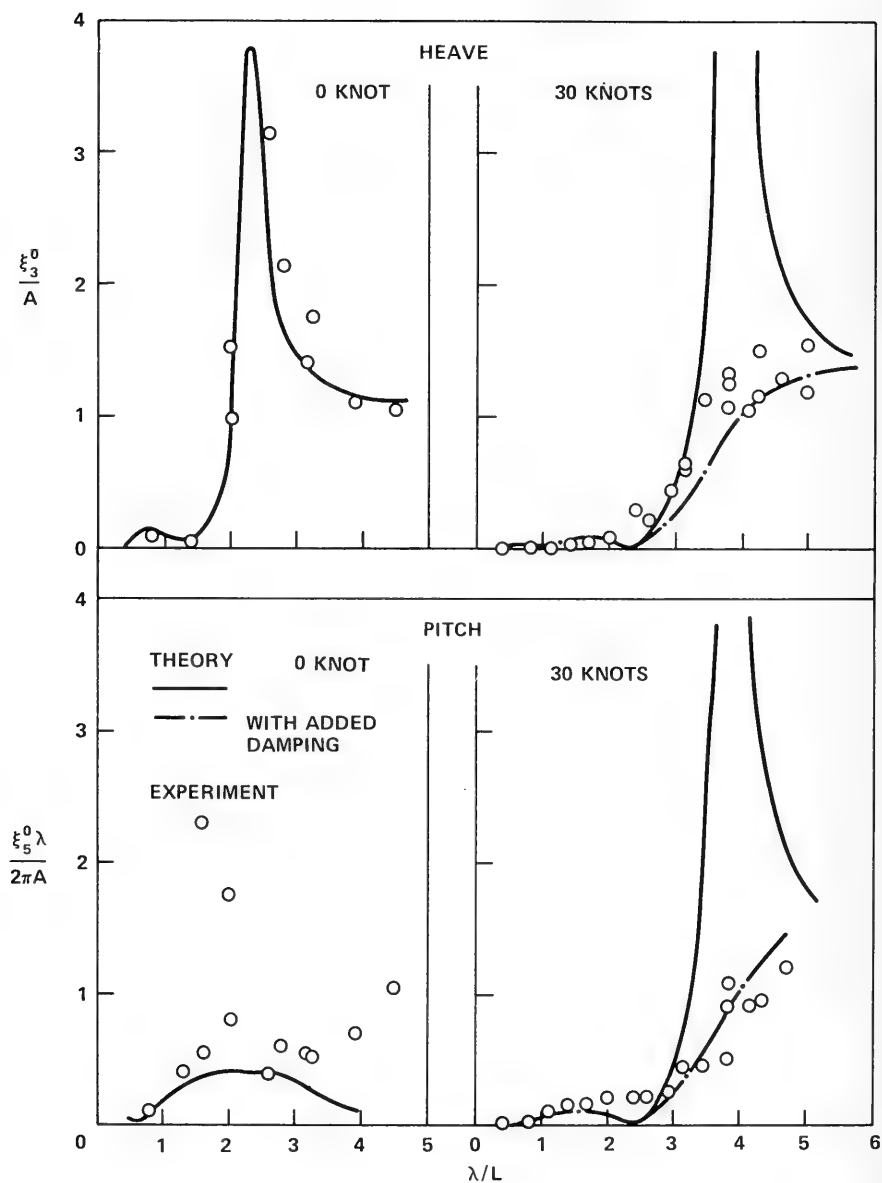 4
HEAVE
0 KNOT
30 KNOTS
3
ξ₃⁰
A
2
1
0
4
PITCH
THEORY
0 KNOT
30 KNOTS
3
WITH ADDED
DAMPING
EXPERIMENT
ξ₅⁰λ
2πA
2
1
0
0 1 2 3 4 5
0 1 2 3 4 5 6
λ/L